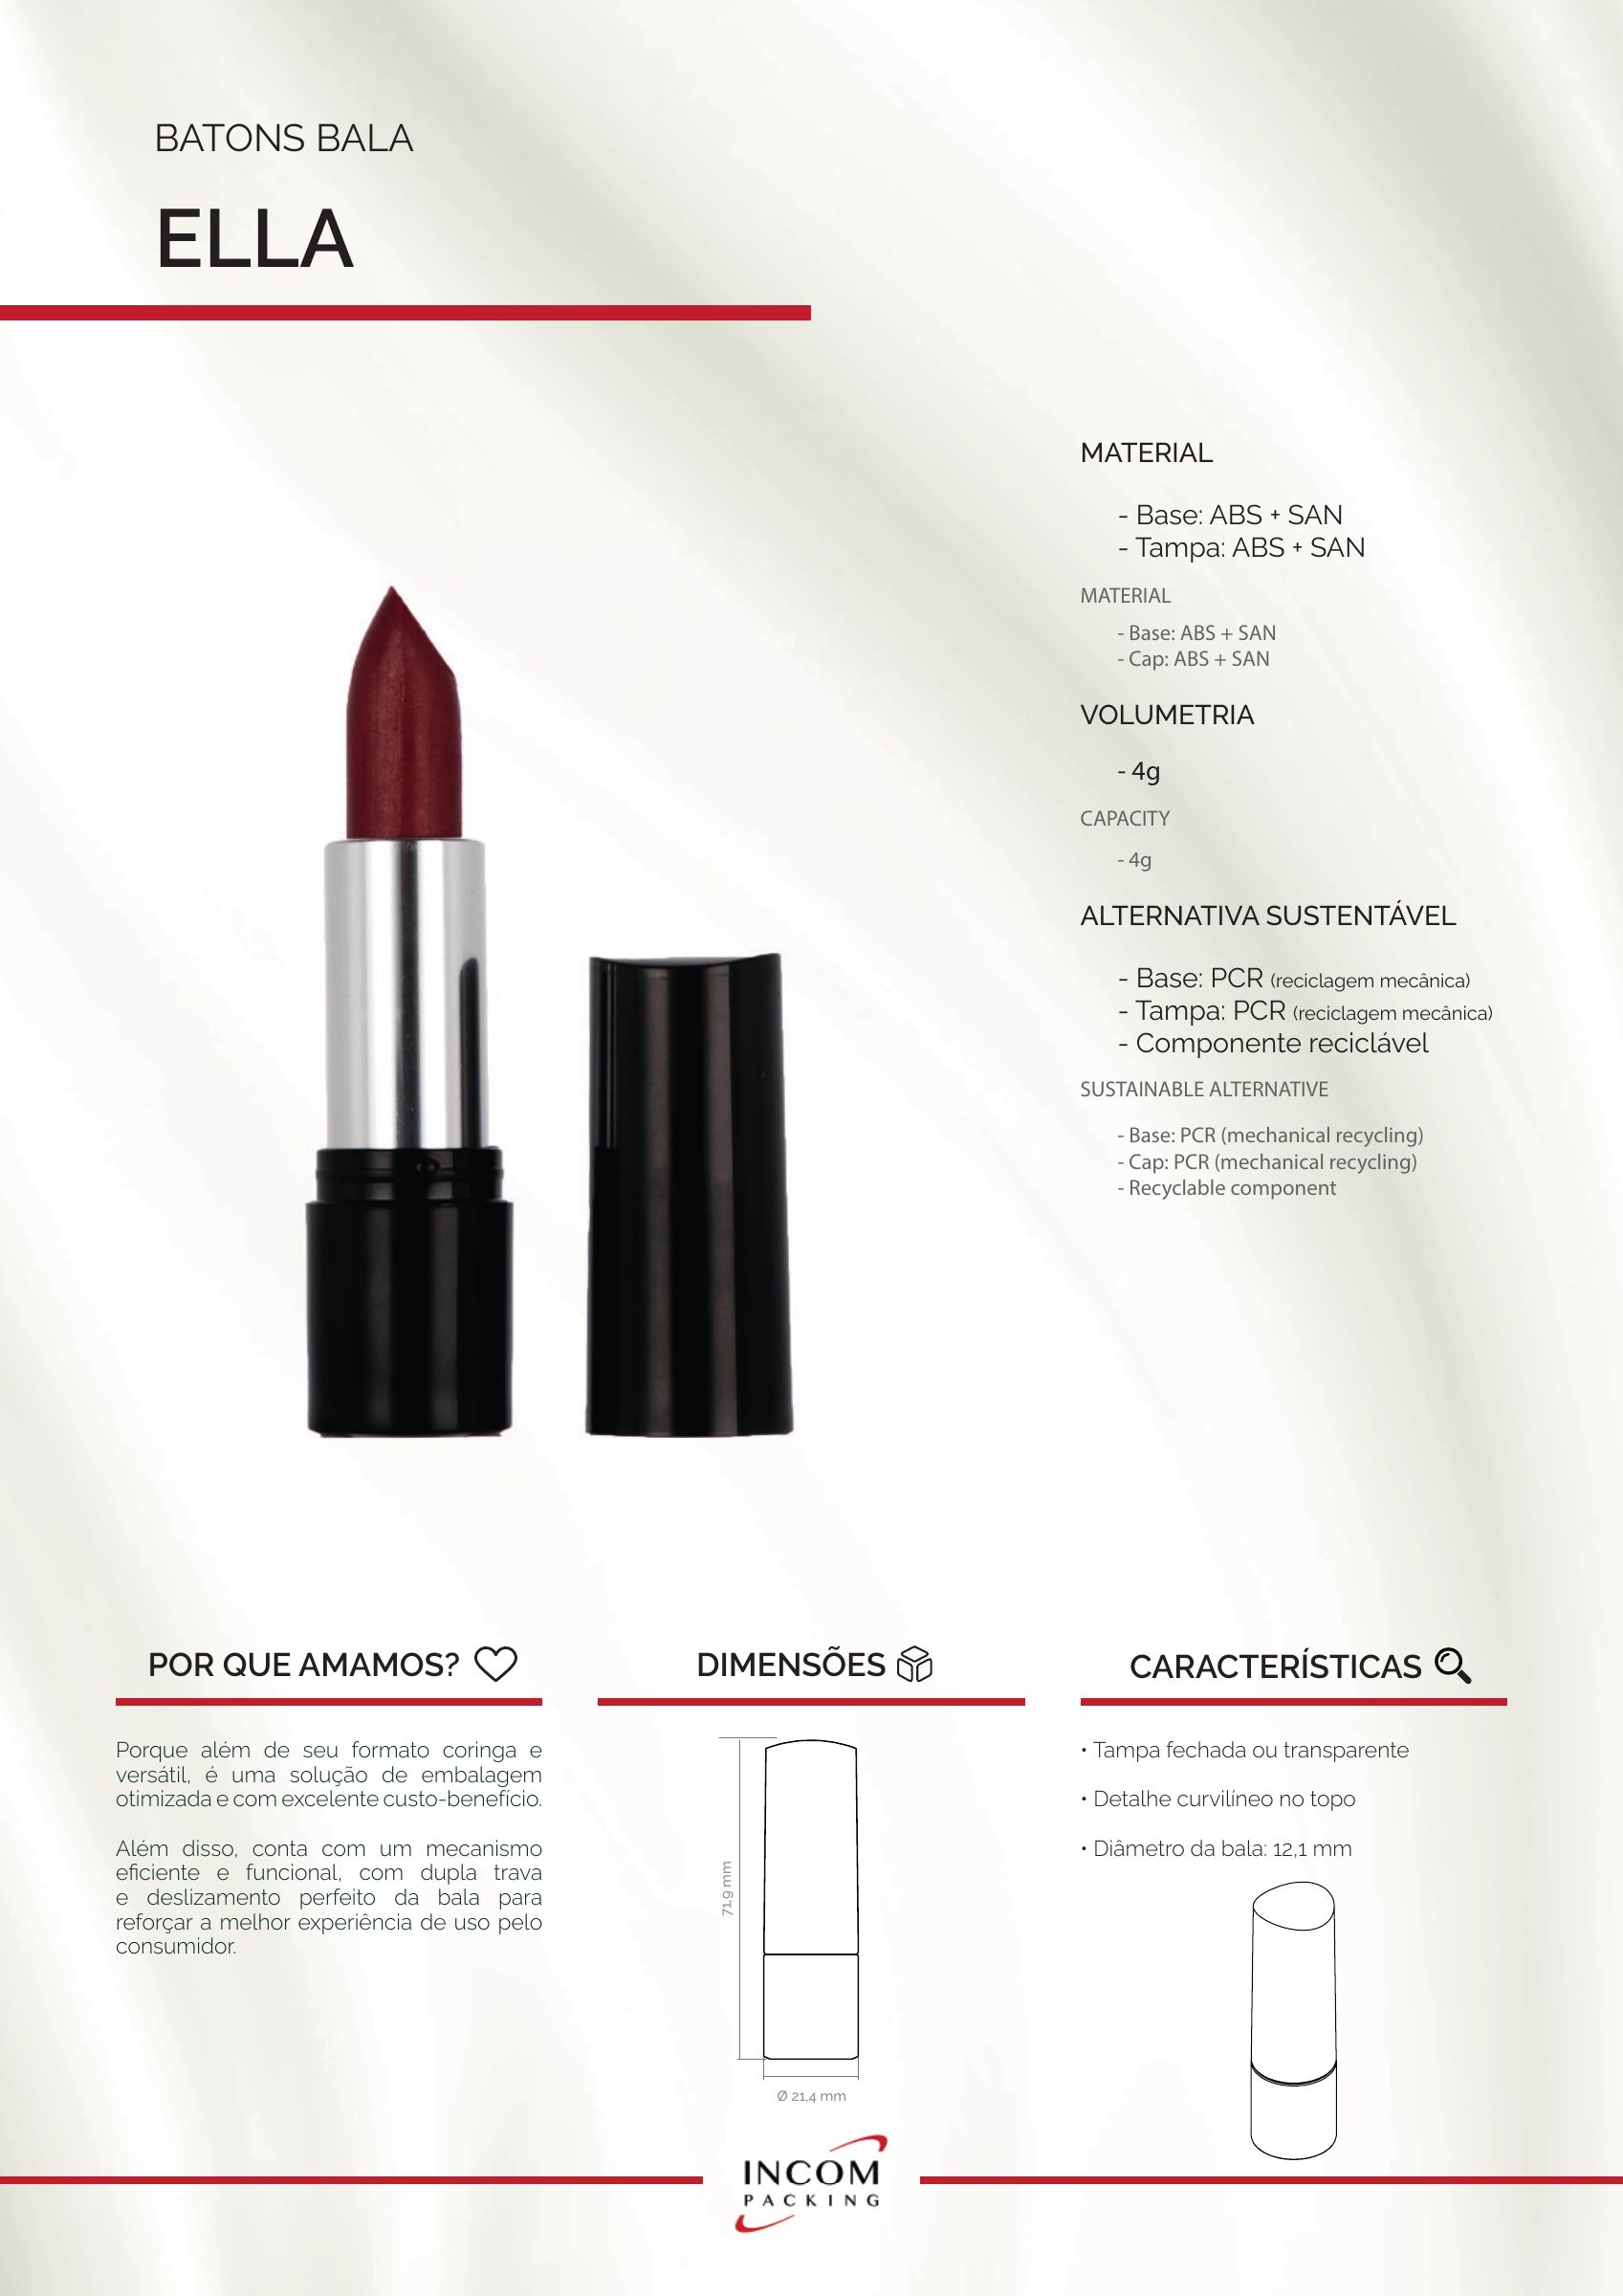 BATONS BALA
ELLA
MATERIAL
- Base: ABS + SAN
- Tampa: ABS + SAN
MATERIAL
- Base: ABS + SAN
- Cap: ABS + SAN
VOLUMETRIA
- 4g
CAPACITY
- 4g
ALTERNATIVA SUSTENTÁVEL
- Base: PCR (reciclagem mecânica)
- Tampa: PCR (reciclagem mecânica)
- Componente reciclável
SUSTAINABLE ALTERNATIVE
- Base: PCR (mechanical recycling)
- Cap: PCR (mechanical recycling)
- Recyclable component
POR QUE AMAMOS?
Porque além de seu formato coringa e
versátil, é uma solução de embalagem
otimizada e com excelente custo-benefício.
Além disso, conta com um mecanismo
eficiente e funcional, com dupla trava
e deslizamento perfeito da bala para
reforçar a melhor experiência de uso pelo
consumidor.
DIMENSÕES
71,9 mm
Ø 21,4 mm
CARACTERÍSTICAS
• Tampa fechada ou transparente
• Detalhe curvilíneo no topo
• Diâmetro da bala: 12,1 mm
INCOM
PACKING